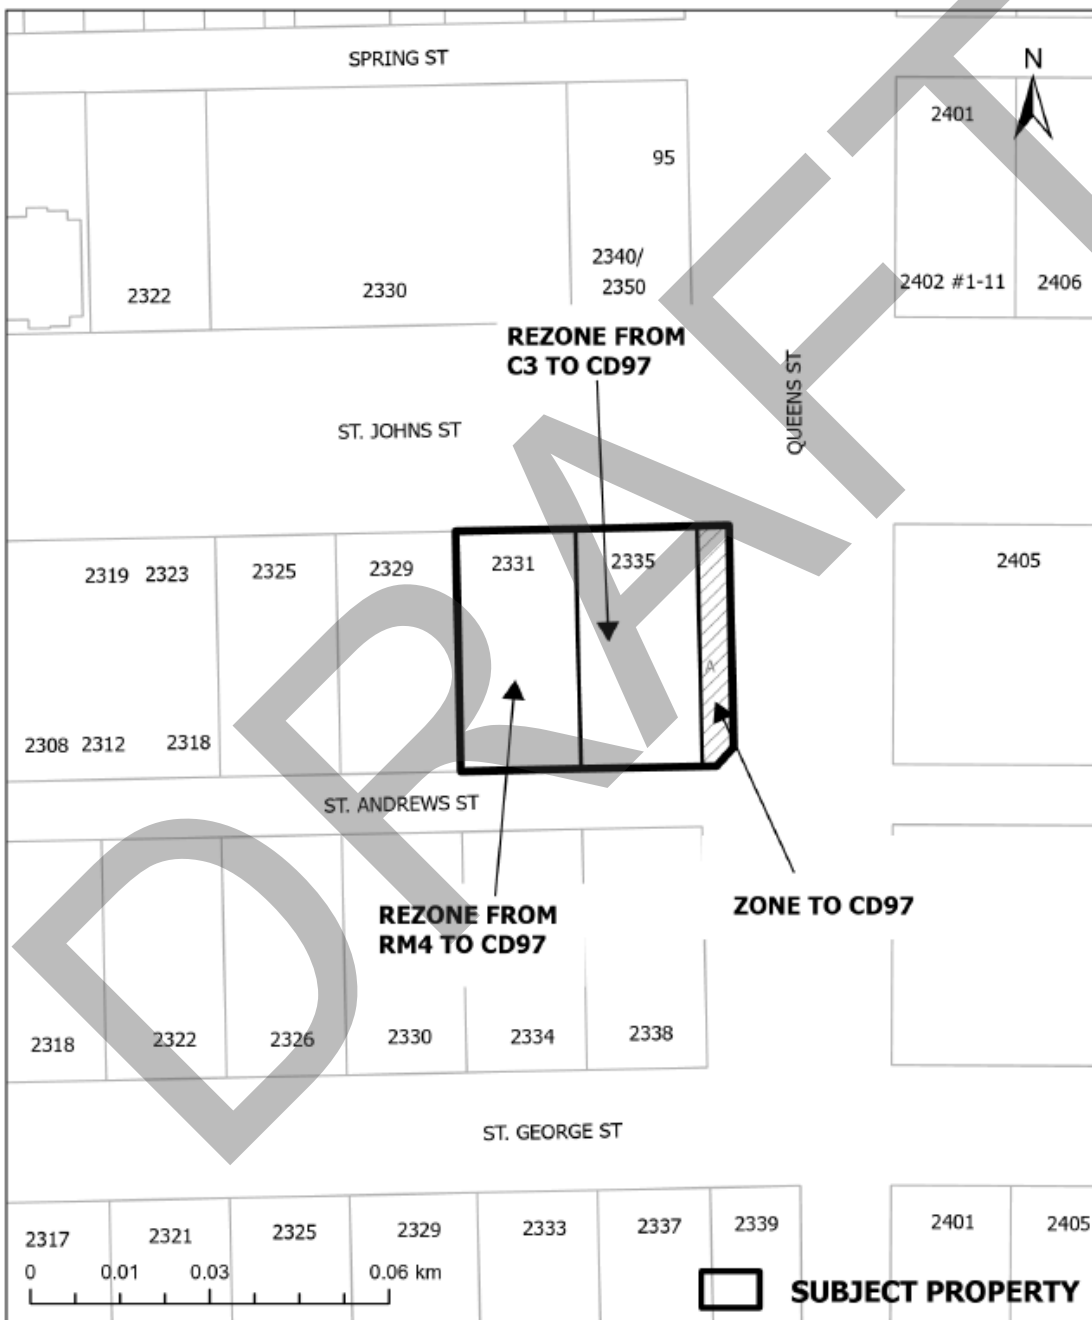 SPRING ST
N
2401
95
2340/
2350
2322
2330
2402 #1-11
2406
REZONE FROM
C3 TO CD97
QUEENS ST
ST. JOHNS ST
2319 2323
2325
2329
2331
2335
2405
A
2308 2312 2318
ST. ANDREWS ST
REZONE FROM
RM4 TO CD97
ZONE TO CD97
2318
2322
2326
2330
2334
2338
ST. GEORGE ST
2317
2321
2325
2329
2333
2337
2339
2401
2405
0 0.01 0.03 0.06 km
SUBJECT PROPERTY
DRAFT